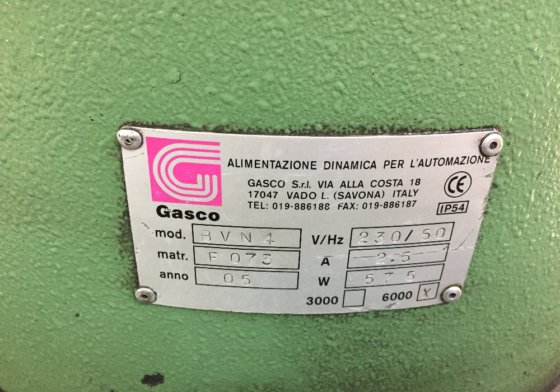 ALIMENTAZIONE DINAMICA PER L'AUTOMAZIONE
GASCO S.r.l. VIA ALLA COSTA 18
17047 VADO L. (SAVONA) ITALY
TEL: 019-886188 FAX: 019-886187
CE
IP54
G
Gasco
mod. BVN4 V/Hz 230/50
matr. F 073 A 2.5
anno 05 W 575
3000 6000 X